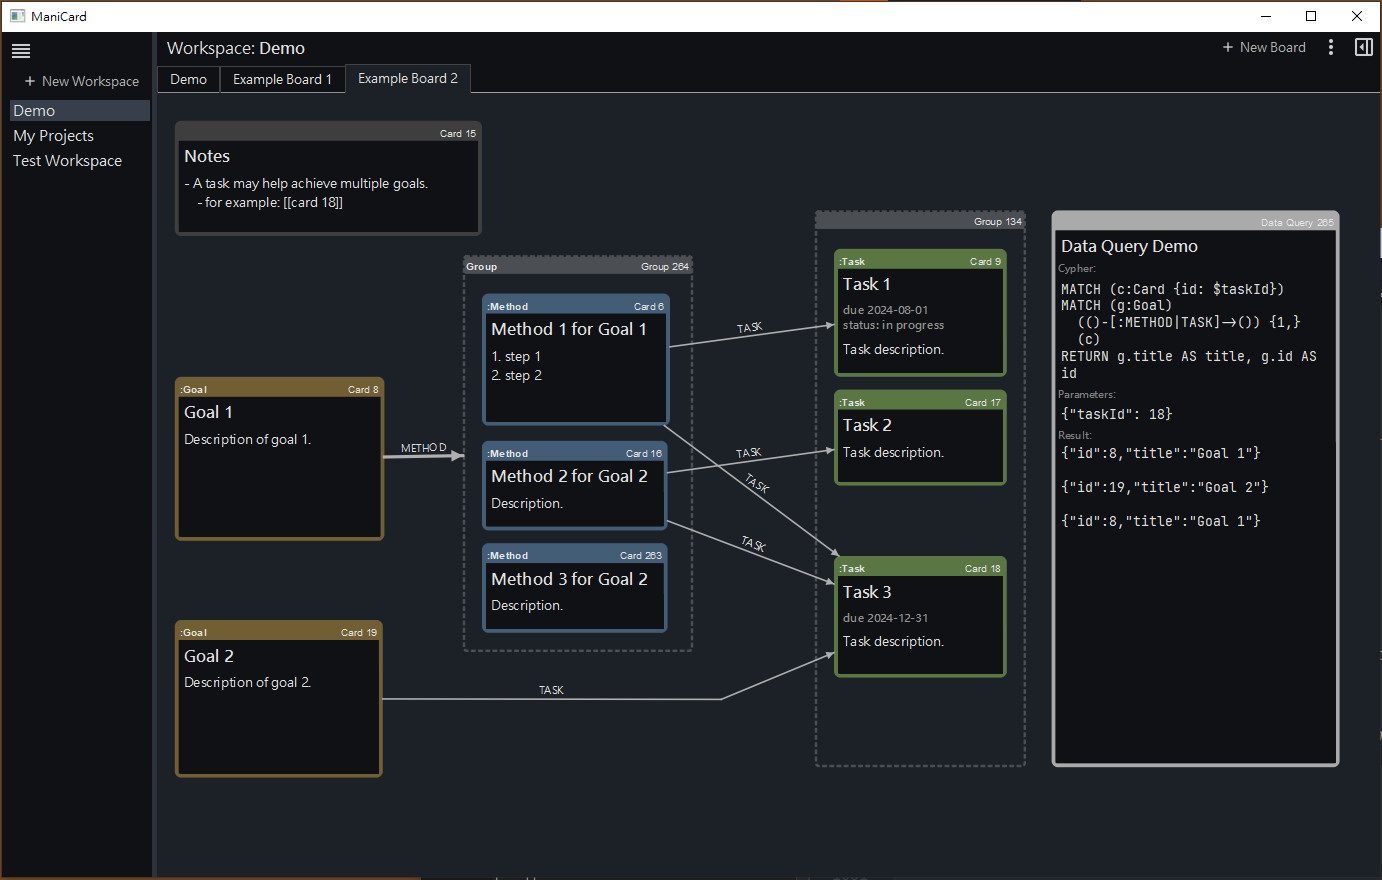 ManiCard
Workspace: Demo
+ New Board
+ New Workspace
Demo
My Projects
Test Workspace
Demo
Example Board 1
Example Board 2
Card 15
Notes
- A task may help achieve multiple goals.
- for example: [[card 18]]
:Goal
Card 8
Goal 1
Description of goal 1.
:Goal
Card 19
Goal 2
Description of goal 2.
METHOD
Group
Group 264
:Method
Card 6
Method 1 for Goal 1
1. step 1
2. step 2
:Method
Card 16
Method 2 for Goal 2
Description.
:Method
Card 263
Method 3 for Goal 2
Description.
TASK
TASK
TASK
TASK
TASK
Group 134
:Task
Card 9
Task 1
due 2024-08-01
status: in progress
Task description.
:Task
Card 17
Task 2
Task description.
:Task
Card 18
Task 3
due 2024-12-31
Task description.
Data Query 265
Data Query Demo
Cypher:
MATCH (c:Card {id: $taskId})
MATCH (g:Goal)
(()-[:METHOD|TASK]->()) {1,}
(c)
RETURN g.title AS title, g.id AS
id
Parameters:
{"taskId": 18}
Result:
{"id":8,"title":"Goal 1"}
{"id":19,"title":"Goal 2"}
{"id":8,"title":"Goal 1"}